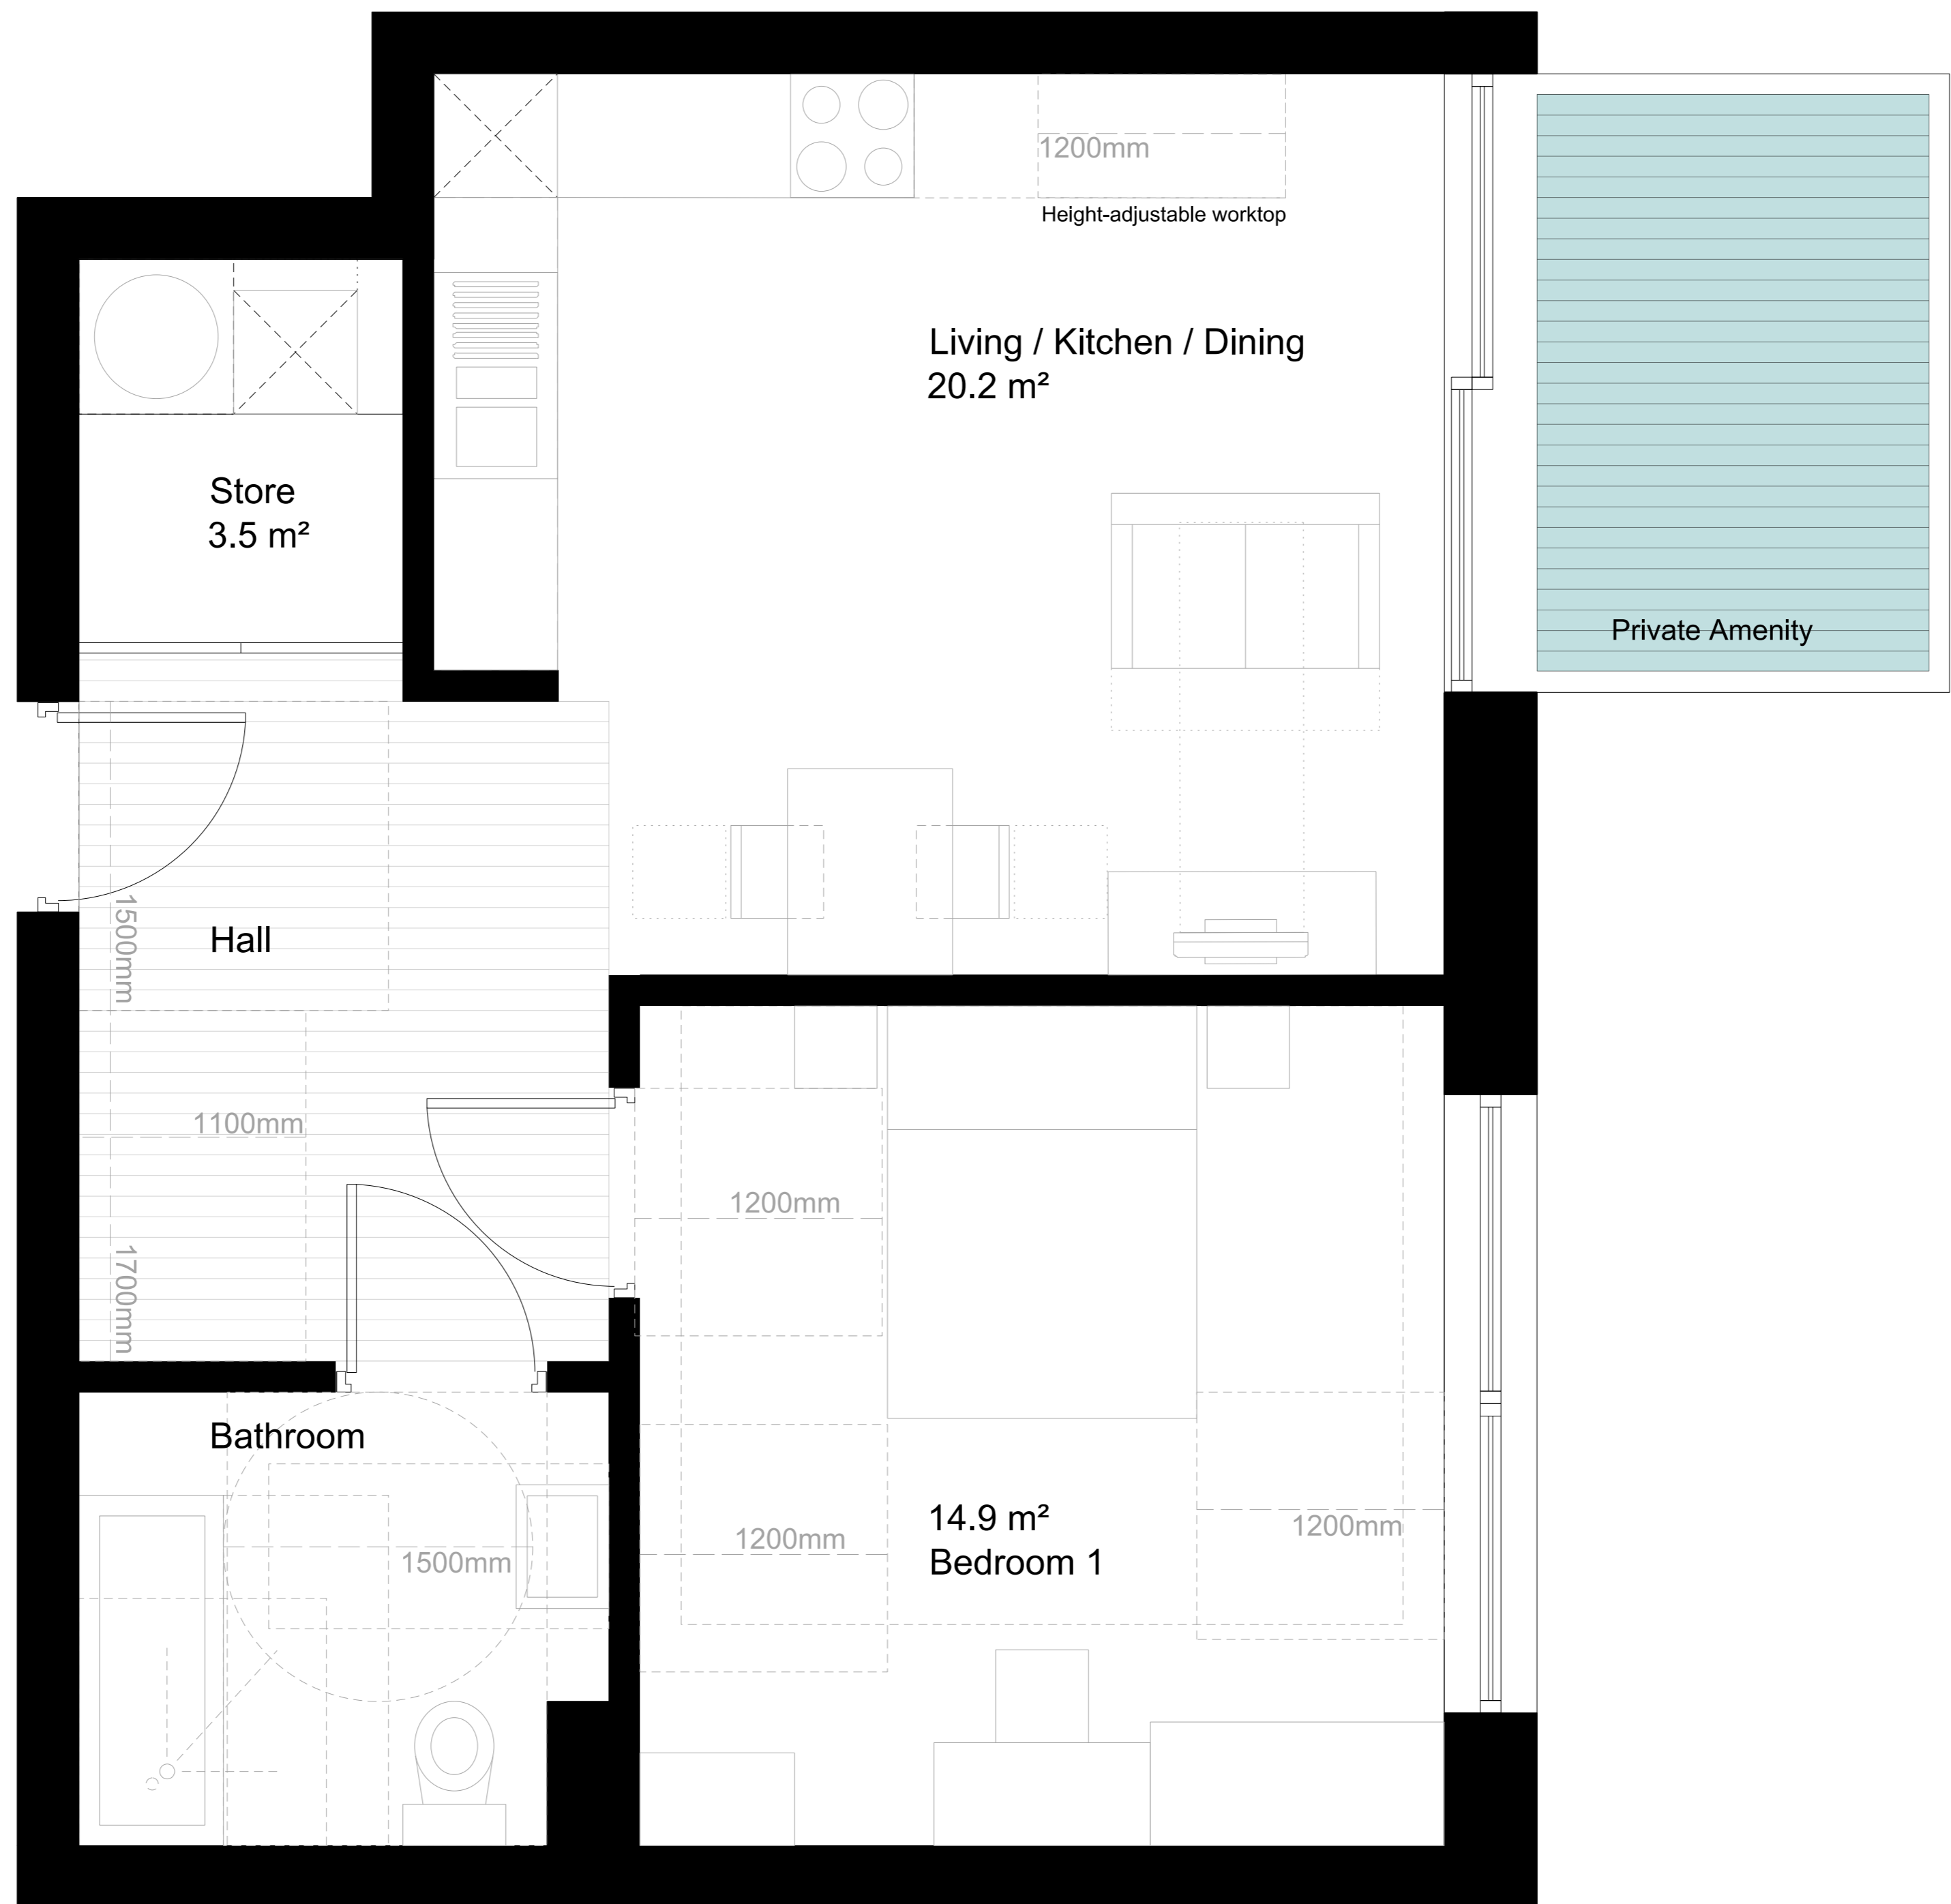 1200mm
Height-adjustable worktop
Living / Kitchen / Dining
20.2 m²
Store
3.5 m²
Private Amenity
1500mm
Hall
1100mm
1200mm
1700mm
Bathroom
1500mm
1200mm
14.9 m²
Bedroom 1
1200mm